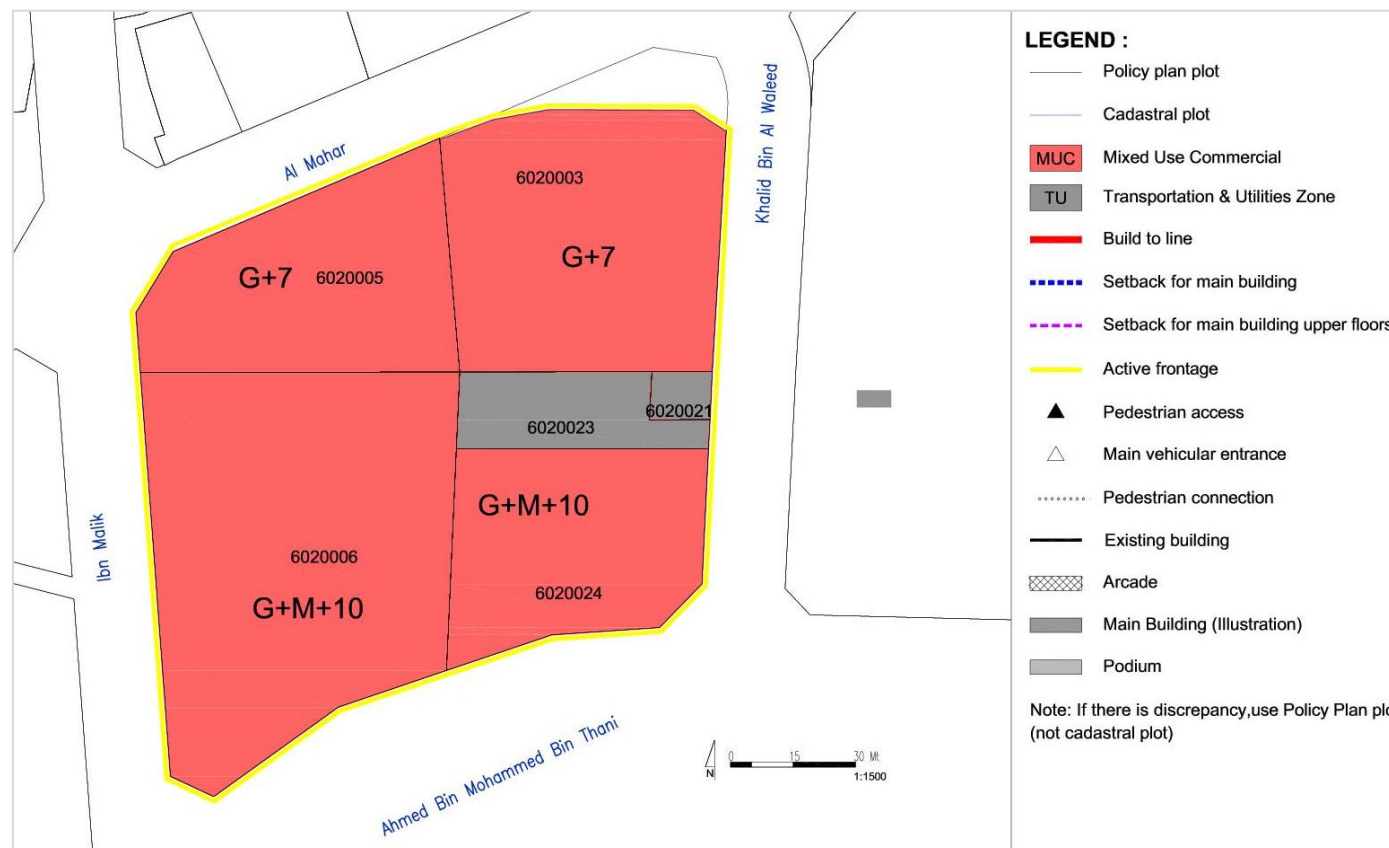 Al Mahar
Khalid Bin Al Waleed
6020003
G+7
G+7
6020005
6020021
6020023
G+M+10
6020006
6020024
G+M+10
Ibn Malik
Ahmed Bin Mohammed Bin Thani
N
0 15 30 Mt
1:1500
LEGEND :
Policy plan plot
Cadastral plot
MUC Mixed Use Commercial
TU Transportation & Utilities Zone
Build to line
Setback for main building
Setback for main building upper floors
Active frontage
Pedestrian access
Main vehicular entrance
Pedestrian connection
Existing building
Arcade
Main Building (Illustration)
Podium
Note: If there is discrepancy,use Policy Plan plo
(not cadastral plot)